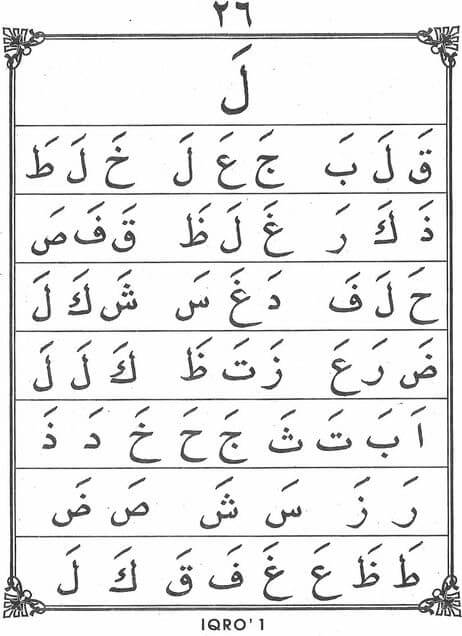 ٢٦
لَ
قَ لَ بَ جَ عَ لَ خَ لَ طَ
ذَ كَ رَ غَ لَ ظَ قَ فَ صَ
حَ لَ فَ دَ غَ سَ شَ كَ لَ
ضَ رَ عَ زَ تَ ظَ كَ لَ لَ
اَ بَ تَ ثَ جَ حَ خَ دَ ذَ
رَ زَ سَ شَ صَ ضَ
طَ ظَ عَ غَ فَ قَ كَ لَ
IQRO' 1